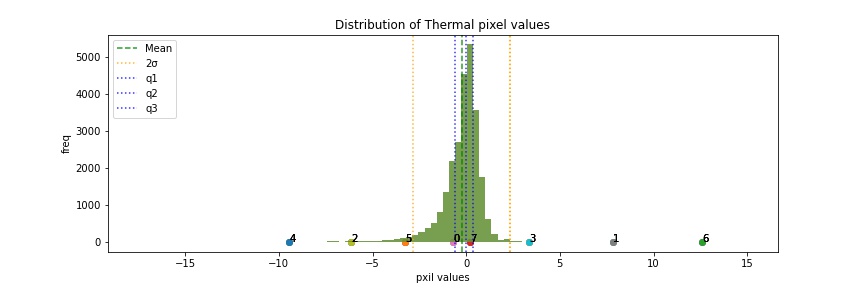 Distribution of Thermal pixel values
Mean
2σ
q1
q2
q3
5000
4000
3000
2000
1000
0
freq
4 2 5 0 7 3 1 6
−15 −10 −5 0 5 10 15
pxil values